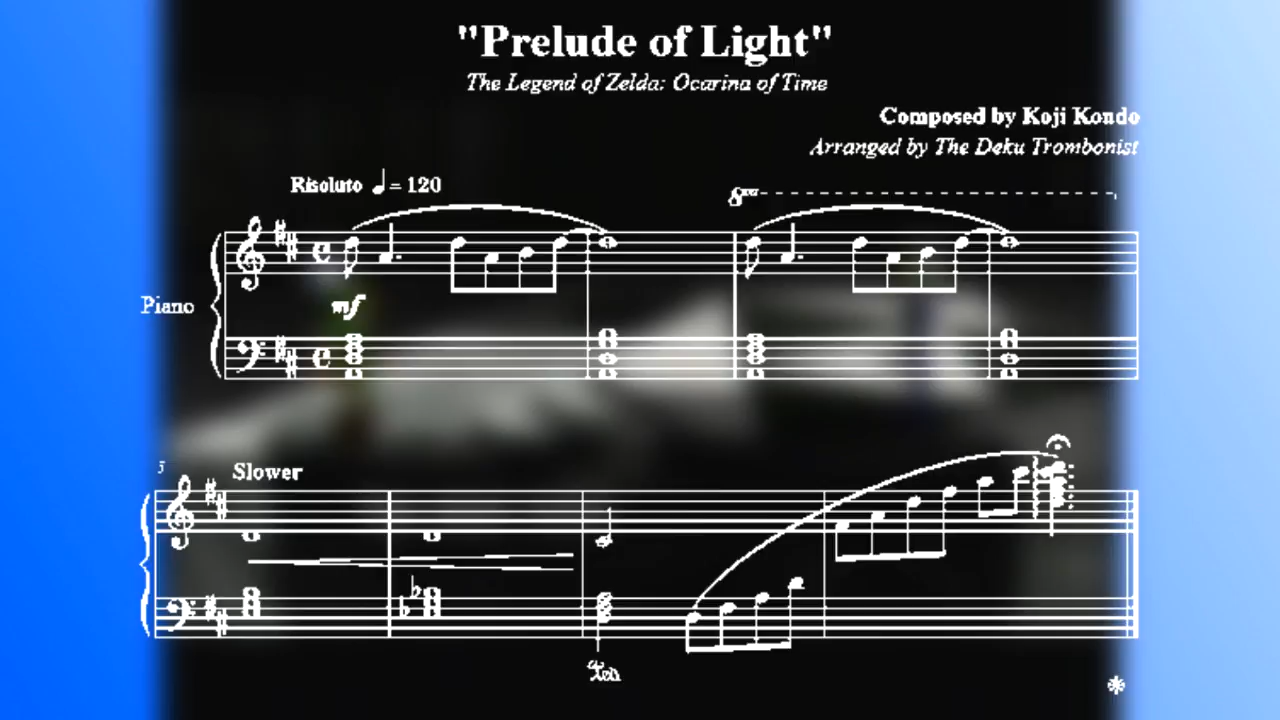 "Prelude of Light"
The Legend of Zelda: Ocarina of Time
Composed by Koji Kondo
Arranged by The Deku Trombonist
Risoluto ♩= 120
8va
Piano
mf
5
Slower
Ped.